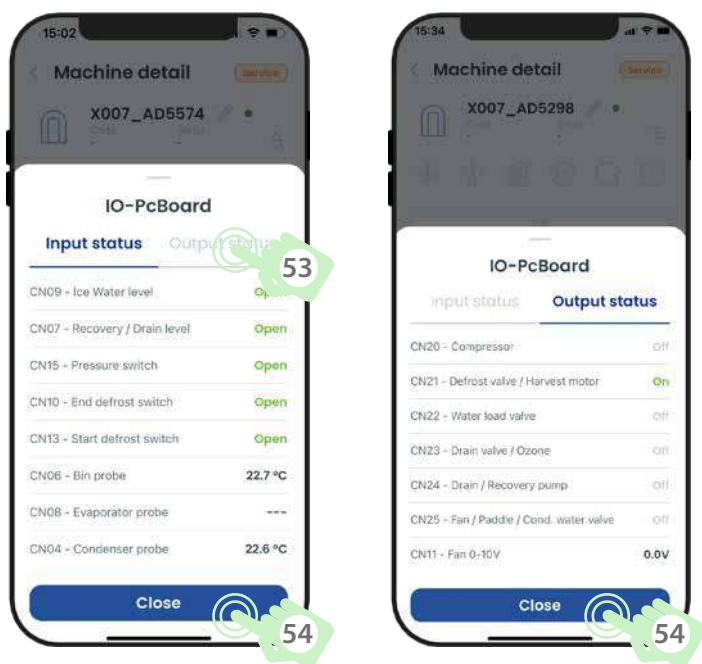 15:02
Machine detail
Service
X007_AD5574
IO-PcBoard
Input status Output status
53
CN09 - Ice Water level Open
CN07 - Recovery / Drain level Open
CN15 - Pressure switch Open
CN10 - End defrost switch Open
CN13 - Start defrost switch Open
CN06 - Bin probe 22.7 ºC
CN08 - Evaporator probe ---
CN04 - Condenser probe 22.6 ºC
Close
54
15:34
Machine detail
Service
X007_AD5298
IO-PcBoard
Input status Output status
CN20 - Compressor Off
CN21 - Defrost valve / Harvest motor On
CN22 - Water load valve Off
CN23 - Drain valve / Ozone Off
CN24 - Drain / Recovery pump Off
CN25 - Fan / Paddle / Cond. water valve Off
CN11 - Fan 0-10V 0.0V
Close
54